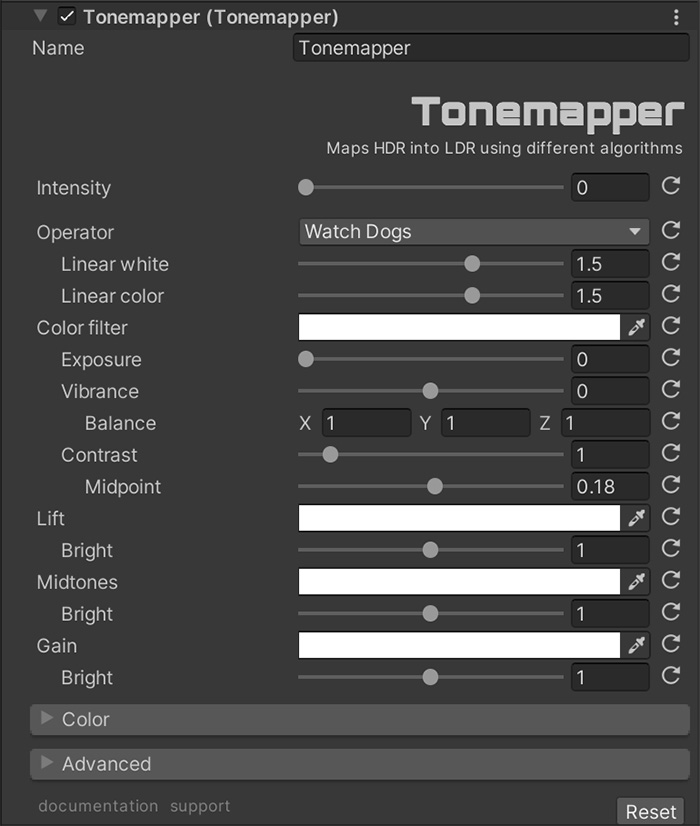 Tonemapper (Tonemapper)
Name Tonemapper
Tonemapper
Maps HDR into LDR using different algorithms
Intensity 0
Operator Watch Dogs
Linear white 1.5
Linear color 1.5
Color filter
Exposure 0
Vibrance 0
Balance X 1 Y 1 Z 1
Contrast 1
Midpoint 0.18
Lift
Bright 1
Midtones
Bright 1
Gain
Bright 1
Color
Advanced
documentation support
Reset